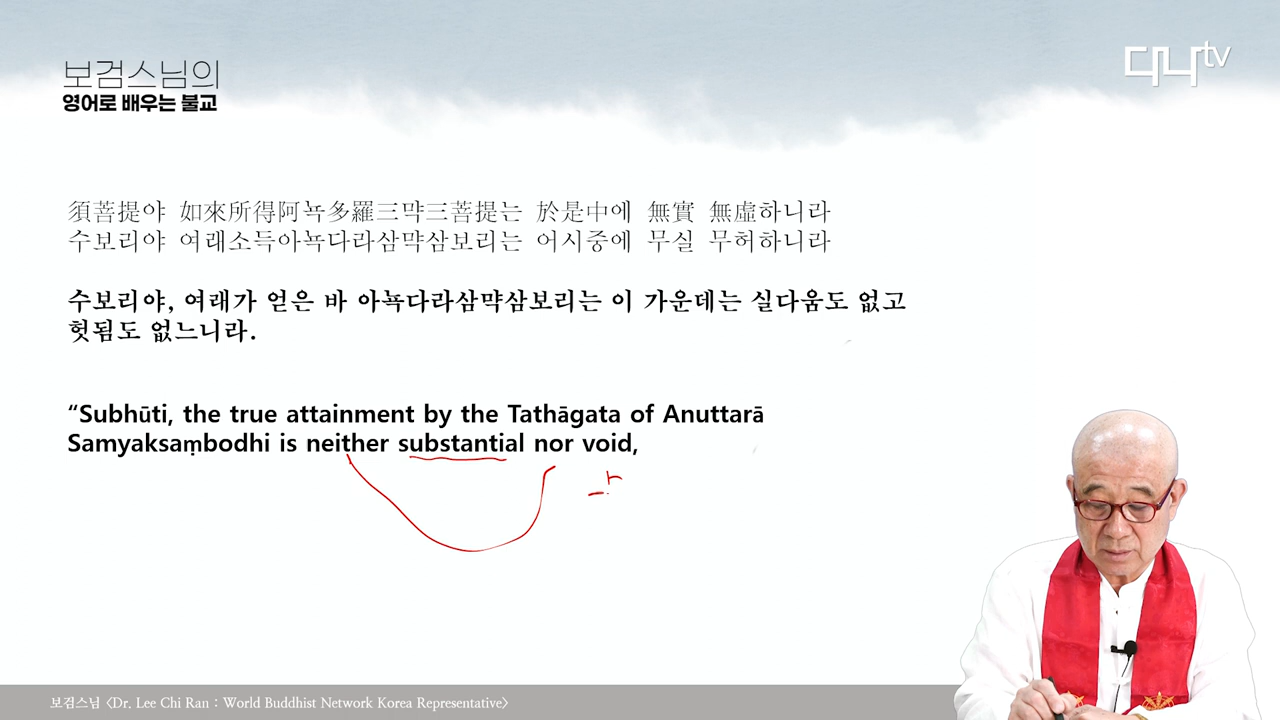 보검스님의
영어로 배우는 불교
디나tv
須菩提야 如來所得阿뇩多羅三먁三菩提는 於是中에 無實 無虛하니라
수보리야 여래소득아뇩다라삼먁삼보리는 어시중에 무실 무허하니라
수보리야, 여래가 얻은 바 아뇩다라삼먁삼보리는 이 가운데는 실다움도 없고
헛됨도 없느니라.
“Subhūti, the true attainment by the Tathāgata of Anuttarā
Samyaksaṃbodhi is neither substantial nor void,
보검스님 <Dr. Lee Chi Ran : World Buddhist Network Korea Representative>